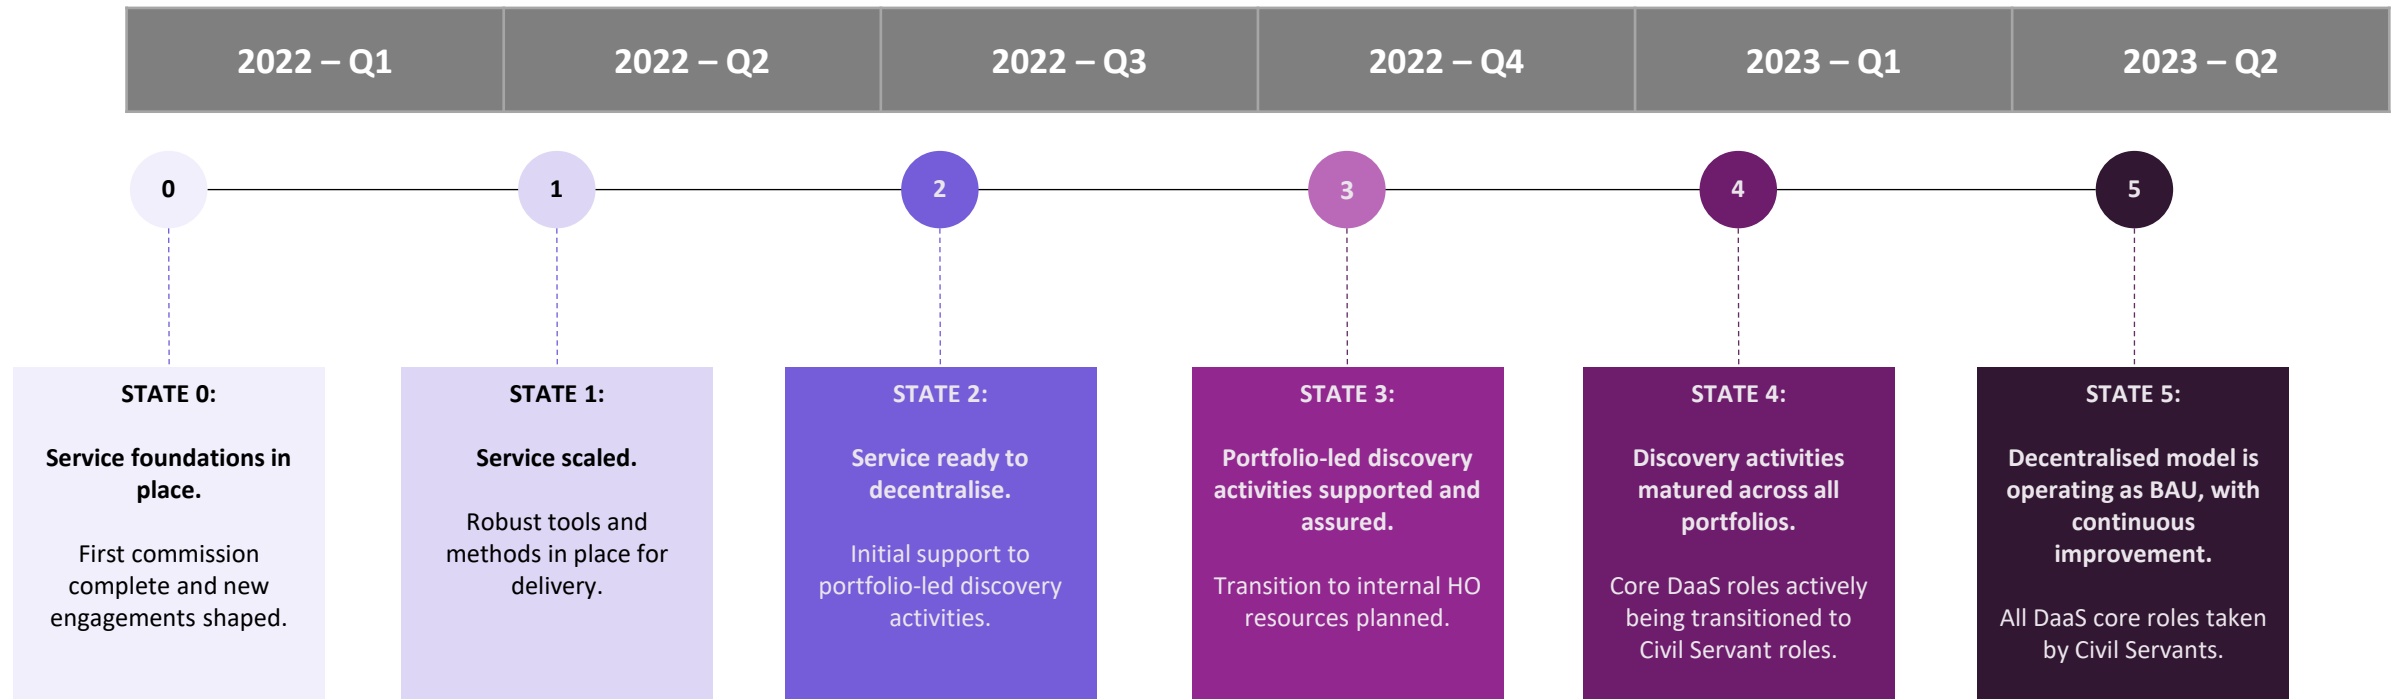 2022 – Q1
2022 – Q2
2022 – Q3
2022 – Q4
2023 – Q1
2023 – Q2
0
1
2
3
4
5
STATE 0:
Service foundations in
place.
First commission
complete and new
engagements shaped.
STATE 1:
Service scaled.
Robust tools and
methods in place for
delivery.
STATE 2:
Service ready to
decentralise.
Initial support to
portfolio-led discovery
activities.
STATE 3:
Portfolio-led discovery
activities supported and
assured.
Transition to internal HO
resources planned.
STATE 4:
Discovery activities
matured across all
portfolios.
Core DaaS roles actively
being transitioned to
Civil Servant roles.
STATE 5:
Decentralised model is
operating as BAU, with
continuous
improvement.
All DaaS core roles taken
by Civil Servants.